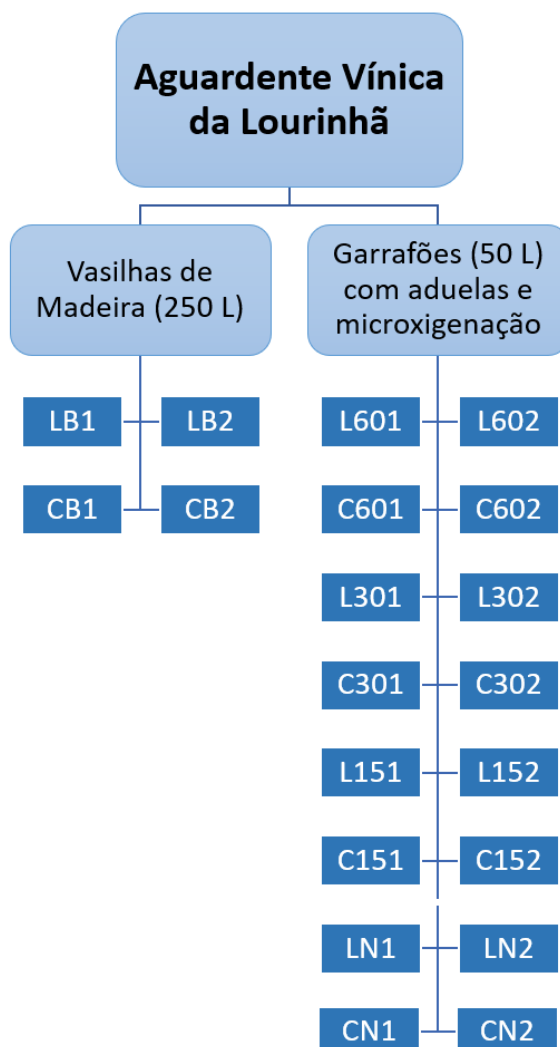 Aguardente Vínica
da Lourinhã
Vasilhas de
Madeira (250 L)
Garrafões (50 L)
com aduelas e
microxigenação
LB1
LB2
CB1
CB2
L601
L602
C601
C602
L301
L302
C301
C302
L151
L152
C151
C152
LN1
LN2
CN1
CN2